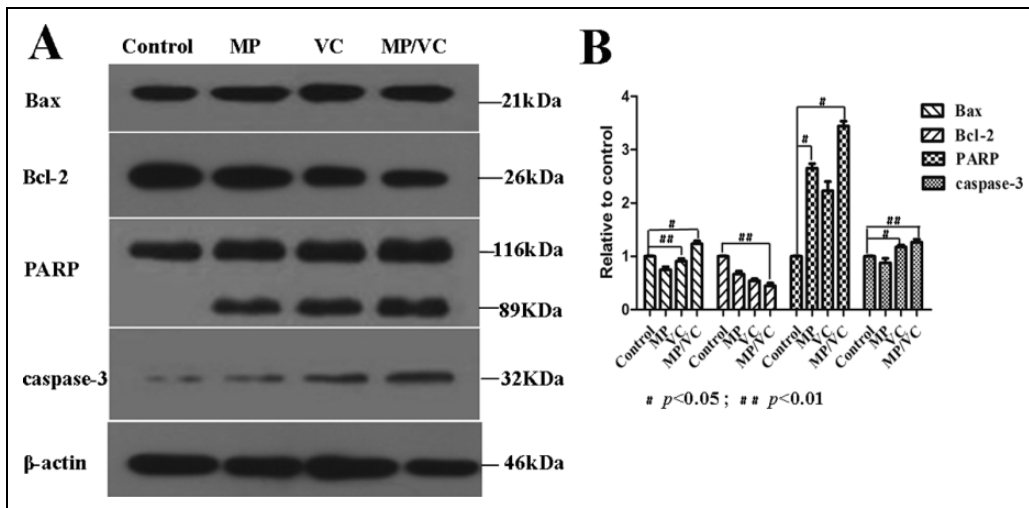 A
Control MP VC MP/VC
Bax
21kDa
Bcl-2
26kDa
PARP
116kDa
89KDa
caspase-3
32KDa
β-actin
46kDa
B
Relative to control
4
3
2
1
0
# ## ## # # # ##
Bax
Bcl-2
PARP
caspase-3
Control MP VC MP/VC Control MP VC MP/VC Control MP VC MP/VC Control MP VC MP/VC
# p<0.05 ; ## p<0.01